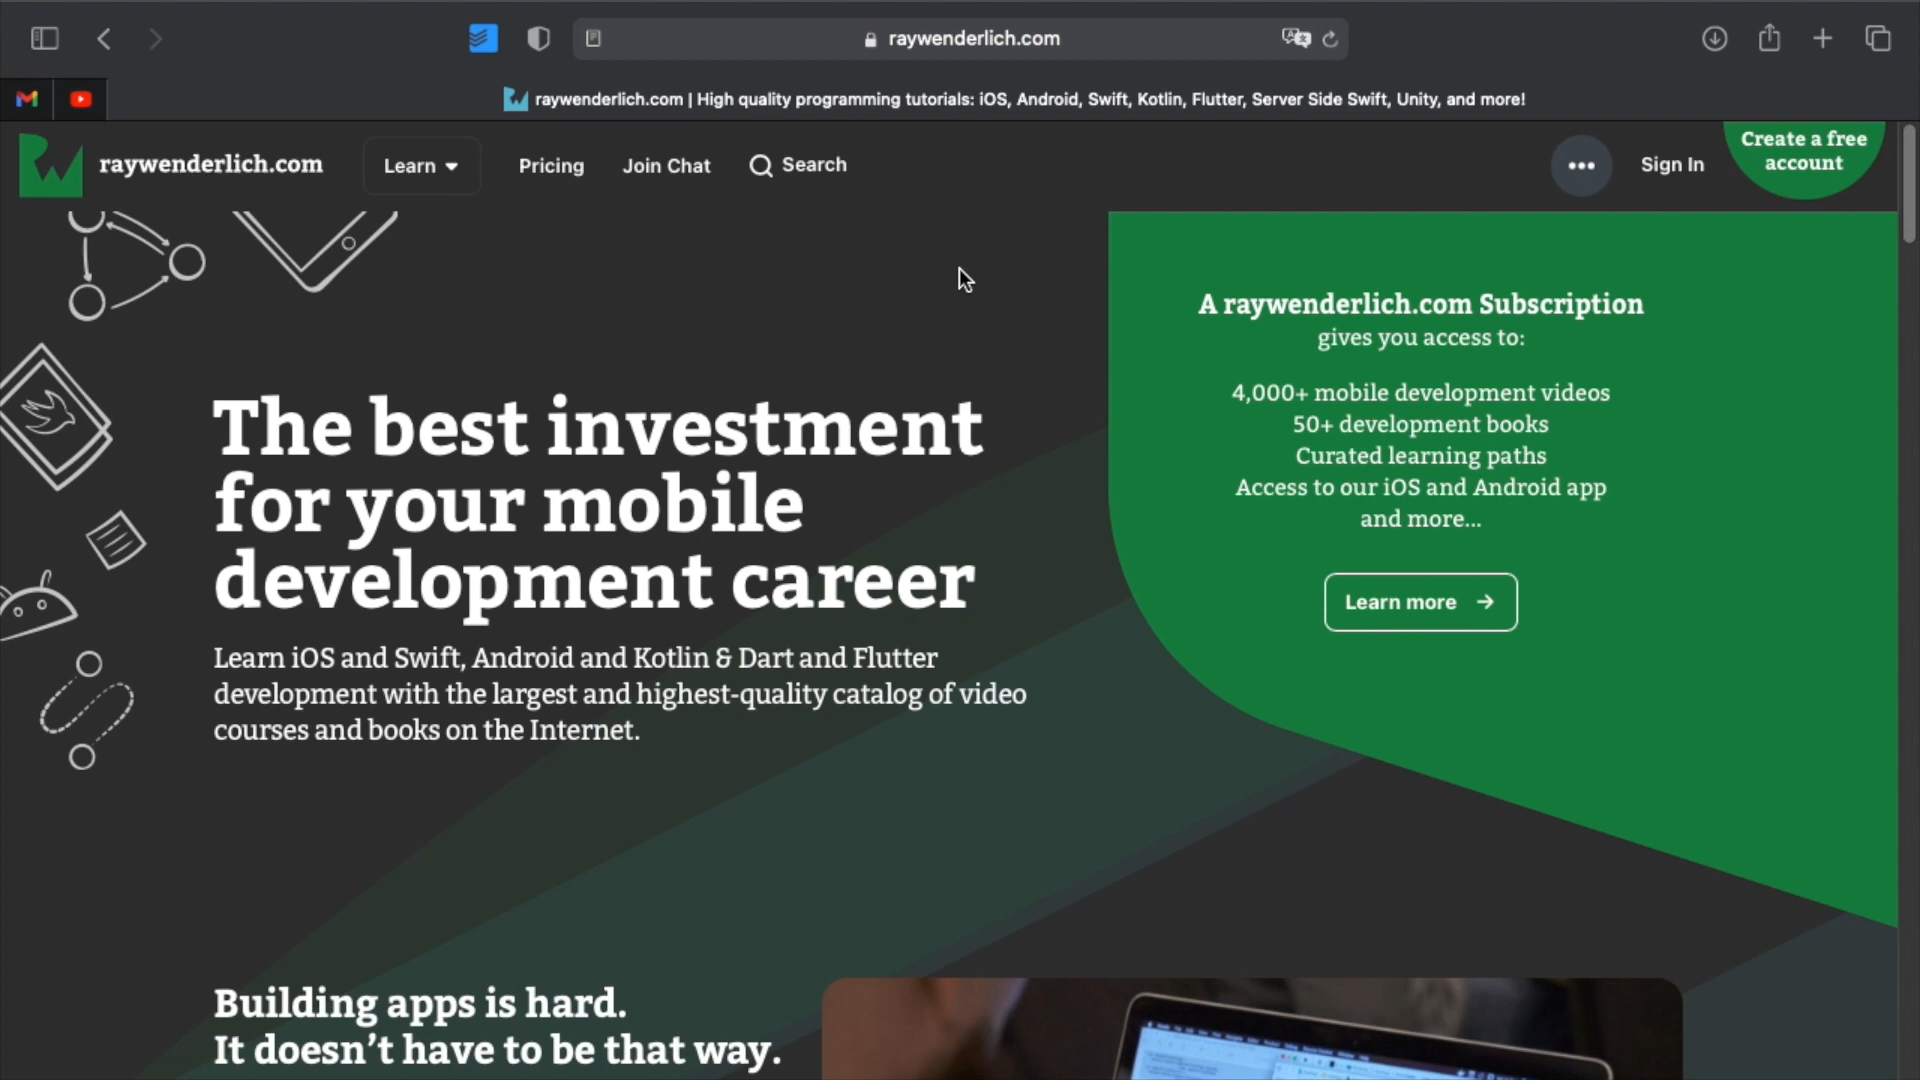 raywenderlich.com
raywenderlich.com | High quality programming tutorials: iOS, Android, Swift, Kotlin, Flutter, Server Side Swift, Unity, and more!
raywenderlich.com
Learn
Pricing
Join Chat
Search
•••
Sign In
Create a free
account
The best investment
for your mobile
development career
Learn iOS and Swift, Android and Kotlin & Dart and Flutter
development with the largest and highest-quality catalog of video
courses and books on the Internet.
A raywenderlich.com Subscription
gives you access to:
4,000+ mobile development videos
50+ development books
Curated learning paths
Access to our iOS and Android app
and more...
Learn more →
Building apps is hard.
It doesn't have to be that way.